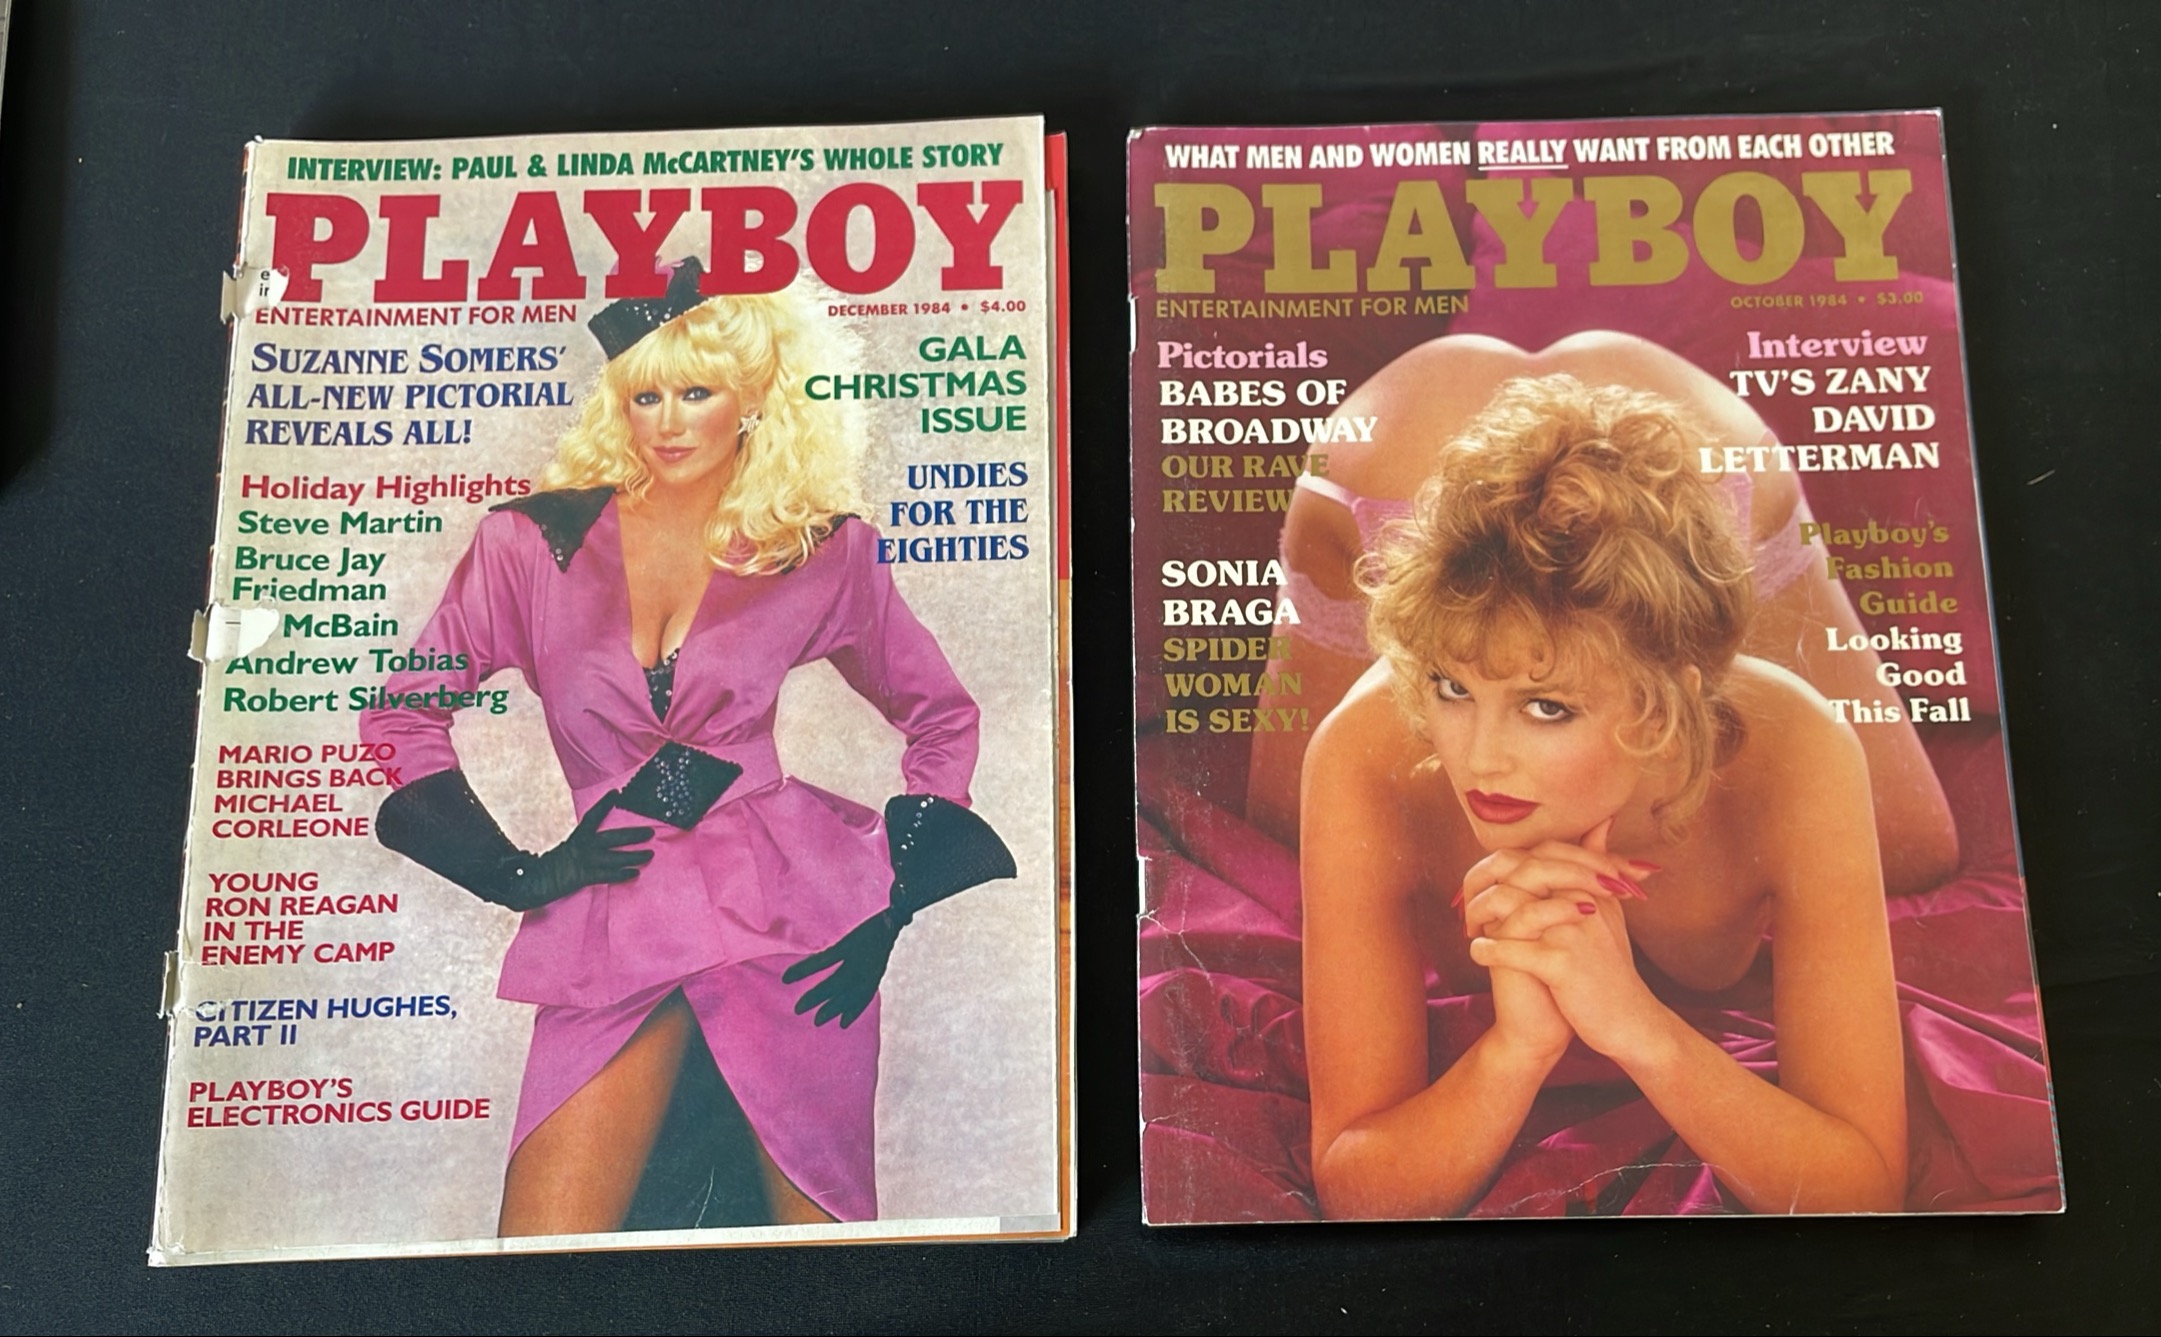 INTERVIEW: PAUL & LINDA McCARTNEY'S WHOLE STORY
PLAYBOY
ENTERTAINMENT FOR MEN
DECEMBER 1984 • $4.00
SUZANNE SOMERS'
ALL-NEW PICTORIAL
REVEALS ALL!
GALA
CHRISTMAS
ISSUE
UNDIES
FOR THE
EIGHTIES
Holiday Highlights
Steve Martin
Bruce Jay
Friedman
McBain
Andrew Tobias
Robert Silverberg
MARIO PUZO
BRINGS BACK
MICHAEL
CORLEONE
YOUNG
RON REAGAN
IN THE
ENEMY CAMP
CITIZEN HUGHES,
PART II
PLAYBOY'S
ELECTRONICS GUIDE
WHAT MEN AND WOMEN REALLY WANT FROM EACH OTHER
PLAYBOY
ENTERTAINMENT FOR MEN
OCTOBER 1984 • $3.00
Pictorials
BABES OF
BROADWAY
OUR RAVE
REVIEW
SONIA
BRAGA
SPIDER
WOMAN
IS SEXY!
Interview
TV'S ZANY
DAVID
LETTERMAN
Playboy's
Fashion
Guide
Looking
Good
This Fall